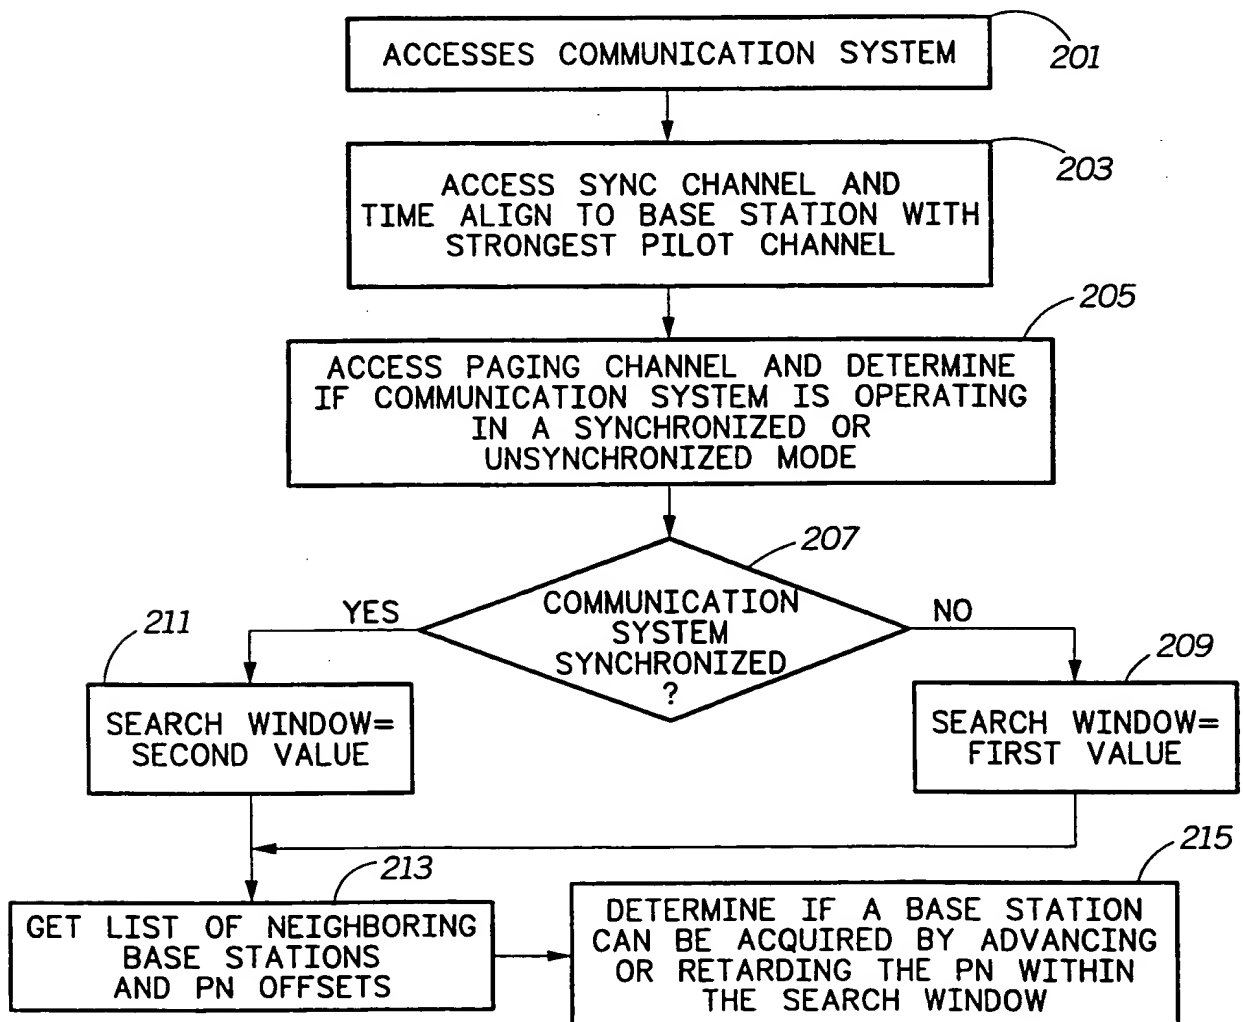 ACCESSES COMMUNICATION SYSTEM
201
ACCESS SYNC CHANNEL AND
TIME ALIGN TO BASE STATION WITH
STRONGEST PILOT CHANNEL
203
205
ACCESS PAGING CHANNEL AND DETERMINE
IF COMMUNICATION SYSTEM IS OPERATING
IN A SYNCHRONIZED OR
UNSYNCHRONIZED MODE
207
COMMUNICATION
SYSTEM
SYNCHRONIZED
?
YES
NO
211
SEARCH WINDOW=
SECOND VALUE
209
SEARCH WINDOW=
FIRST VALUE
213
GET LIST OF NEIGHBORING
BASE STATIONS
AND PN OFFSETS
215
DETERMINE IF A BASE STATION
CAN BE ACQUIRED BY ADVANCING
OR RETARDING THE PN WITHIN
THE SEARCH WINDOW